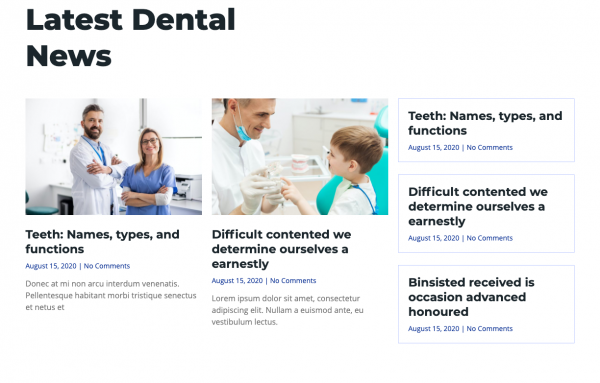 Latest Dental
News
Teeth: Names, types, and
functions
August 15, 2020 | No Comments
Donec at mi non arcu interdum venenatis.
Pellentesque habitant morbi tristique senectus
et netus et
Difficult contented we
determine ourselves a
earnestly
August 15, 2020 | No Comments
Lorem ipsum dolor sit amet, consectetur
adipiscing elit. Nullam a euismod ante, eu
vestibulum lectus.
Teeth: Names, types, and
functions
August 15, 2020 | No Comments
Difficult contented we
determine ourselves a
earnestly
August 15, 2020 | No Comments
Binsisted received is
occasion advanced
honoured
August 15, 2020 | No Comments